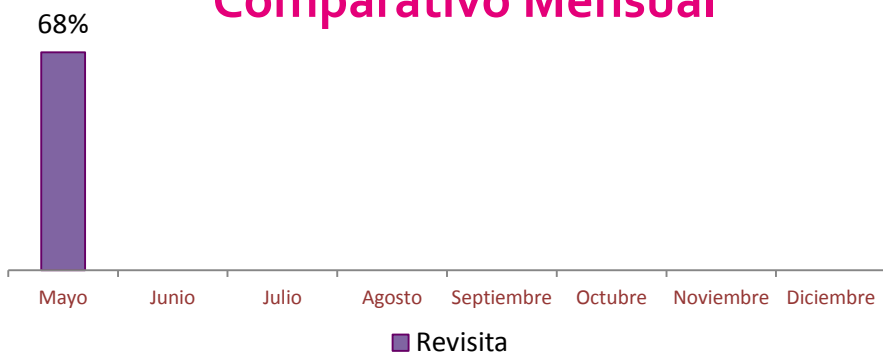 Comparativo Mensual
68%
Mayo Junio Julio Agosto Septiembre Octubre Noviembre Diciembre
Revisita